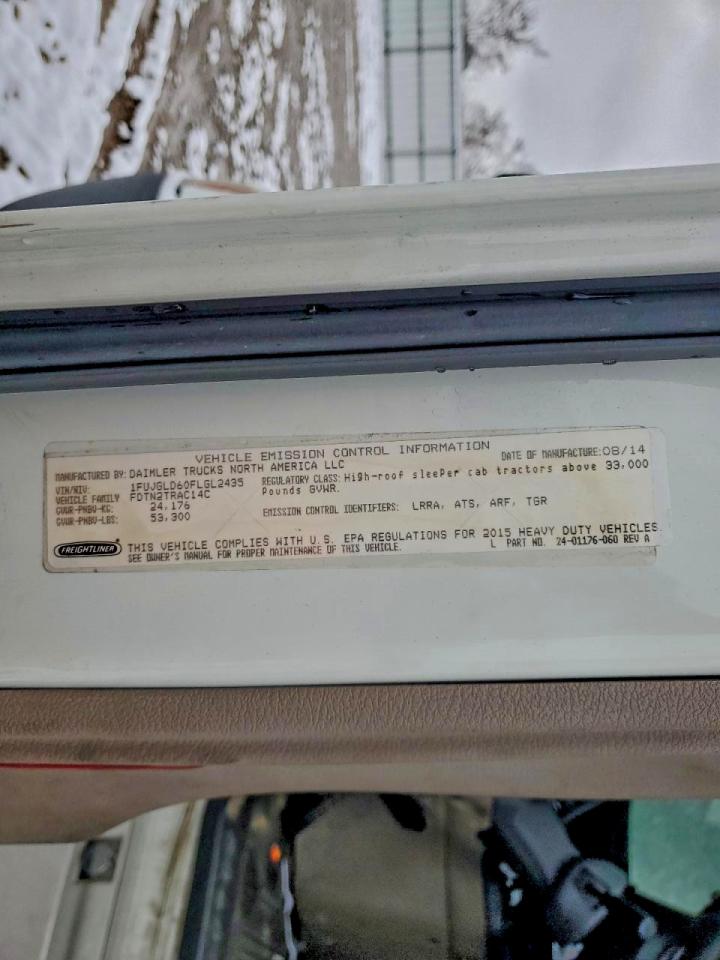 VEHICLE EMISSION CONTROL INFORMATION
MANUFACTURED BY: DAIMLER TRUCKS NORTH AMERICA LLC DATE OF MANUFACTURE: 08/14
VIN/NIV: 1FUJGLD60FLGL2435 REGULATORY CLASS: High-roof sleeper cab tractors above 33,000
VEHICLE FAMILY FDTN2TRAC14C Pounds GVWR.
GVWR-PNBV-KG: 24,176
GVWR-PNBV-LBS: 53,300 EMISSION CONTROL IDENTIFIERS: LRRA, ATS, ARF, TGR
FREIGHTLINER THIS VEHICLE COMPLIES WITH U.S. EPA REGULATIONS FOR 2015 HEAVY DUTY VEHICLES.
SEE OWNER'S MANUAL FOR PROPER MAINTENANCE OF THIS VEHICLE. L PART NO. 24-01176-060 REV A